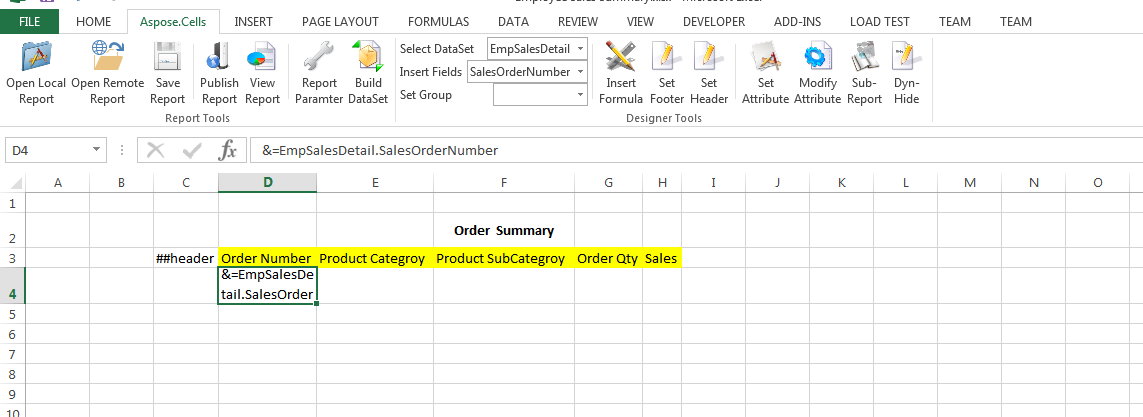 FILE HOME Aspose.Cells INSERT PAGE LAYOUT FORMULAS DATA REVIEW VIEW DEVELOPER ADD-INS LOAD TEST TEAM TEAM
Select DataSet EmpSalesDetail
Insert Fields SalesOrderNumber
Set Group
Open Local Report
Open Remote Report
Save Report
Publish Report
View Report
Report Paramter
Build DataSet
Insert Formula
Set Footer
Set Header
Set Attribute
Modify Attribute
Sub-Report
Dyn-Hide
Report Tools Designer Tools
D4 fx &=EmpSalesDetail.SalesOrderNumber
A B C D E F G H I J K L M N O
1
2 Order Summary
3 ##header Order Number Product Categroy Product SubCategroy Order Qty Sales
4 &=EmpSalesDe
tail.SalesOrder
5
6
7
8
9
10